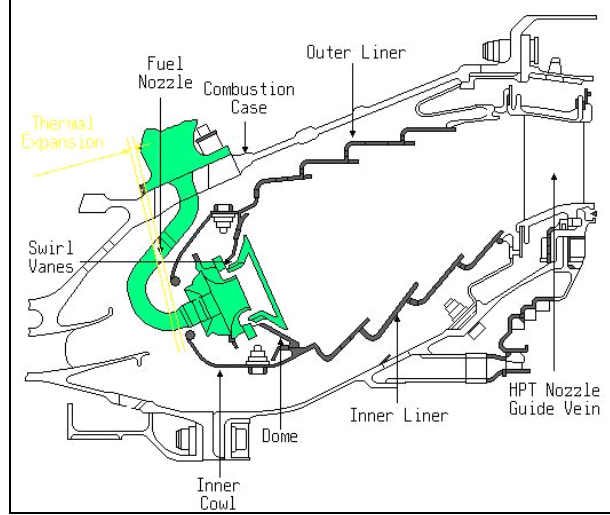 Outer Liner
Fuel
Nozzle
Combustion
Case
Thermal
Expansion
Swirl
Vanes
HPT Nozzle
Guide Vein
Inner Liner
Dome
Inner
Cowl